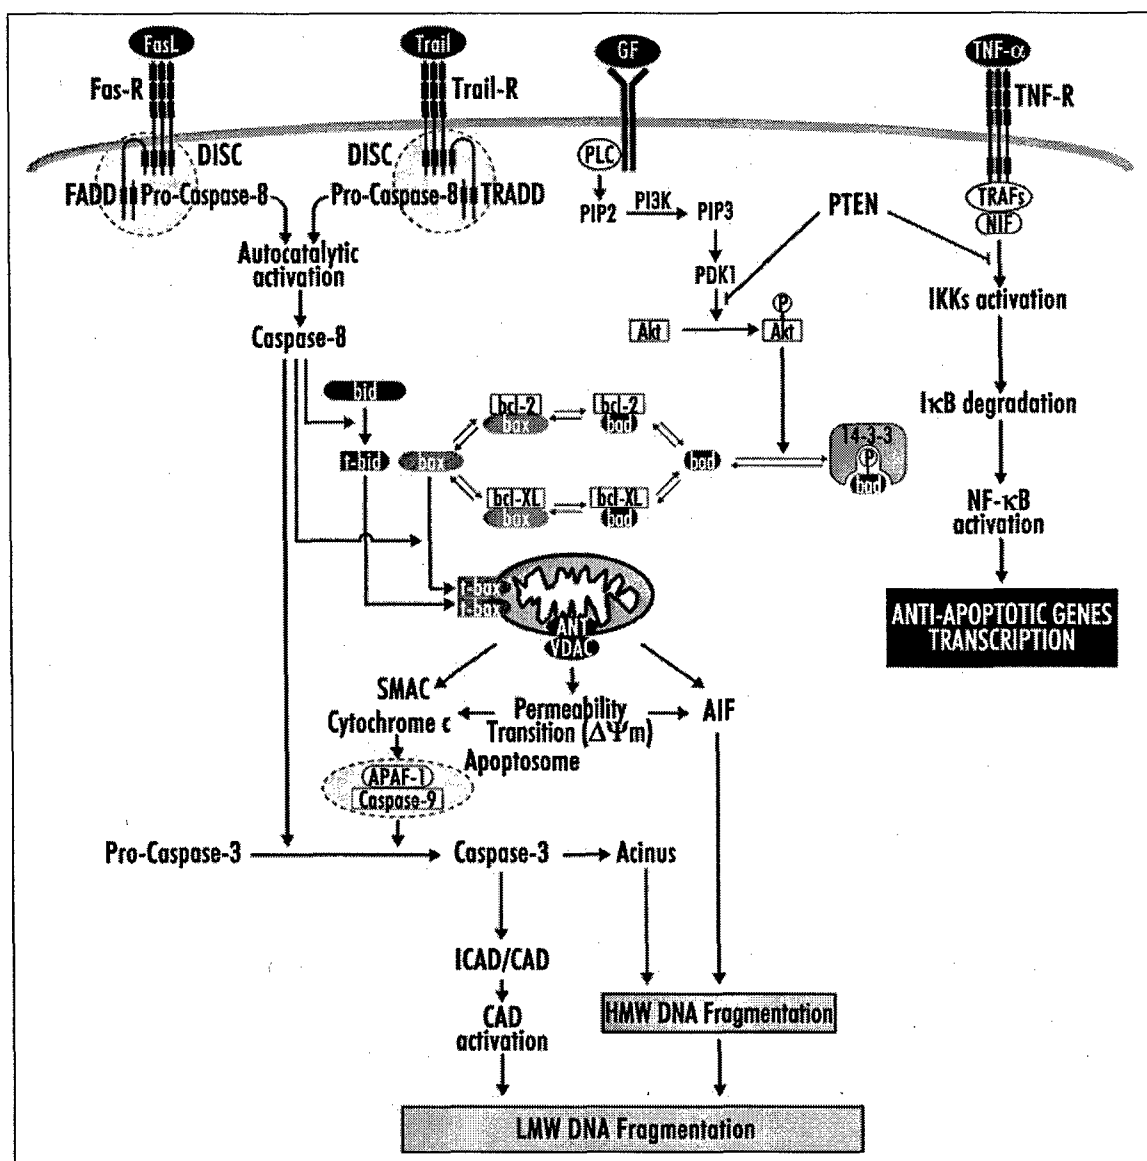 FasL
Trail
GF
TNF-α
Fas-R
Trail-R
TNF-R
DISC
DISC
PLC
FADD
Pro-Caspase-8
Pro-Caspase-8
TRADD
TRAFs
NIF
PIP2
PI3K
PIP3
PTEN
Autocatalytic
activation
PDK1
IKKs activation
P
Akt
Akt
Caspase-8
bid
bcl-2
bax
bcl-2
bad
IκB degradation
14-3-3
P
bad
t-bid
bax
bad
bcl-XL
bax
bcl-XL
bad
NF-κB
activation
t-bax
t-bax
ANT
VDAC
ANTI-APOPTOTIC GENES
TRANSCRIPTION
SMAC
Cytochrome c
Permeability
Transition (ΔΨm)
AIF
Apoptosome
APAF-1
Caspase-9
Pro-Caspase-3
Caspase-3
Acinus
ICAD/CAD
CAD
activation
HMW DNA Fragmentation
LMW DNA Fragmentation